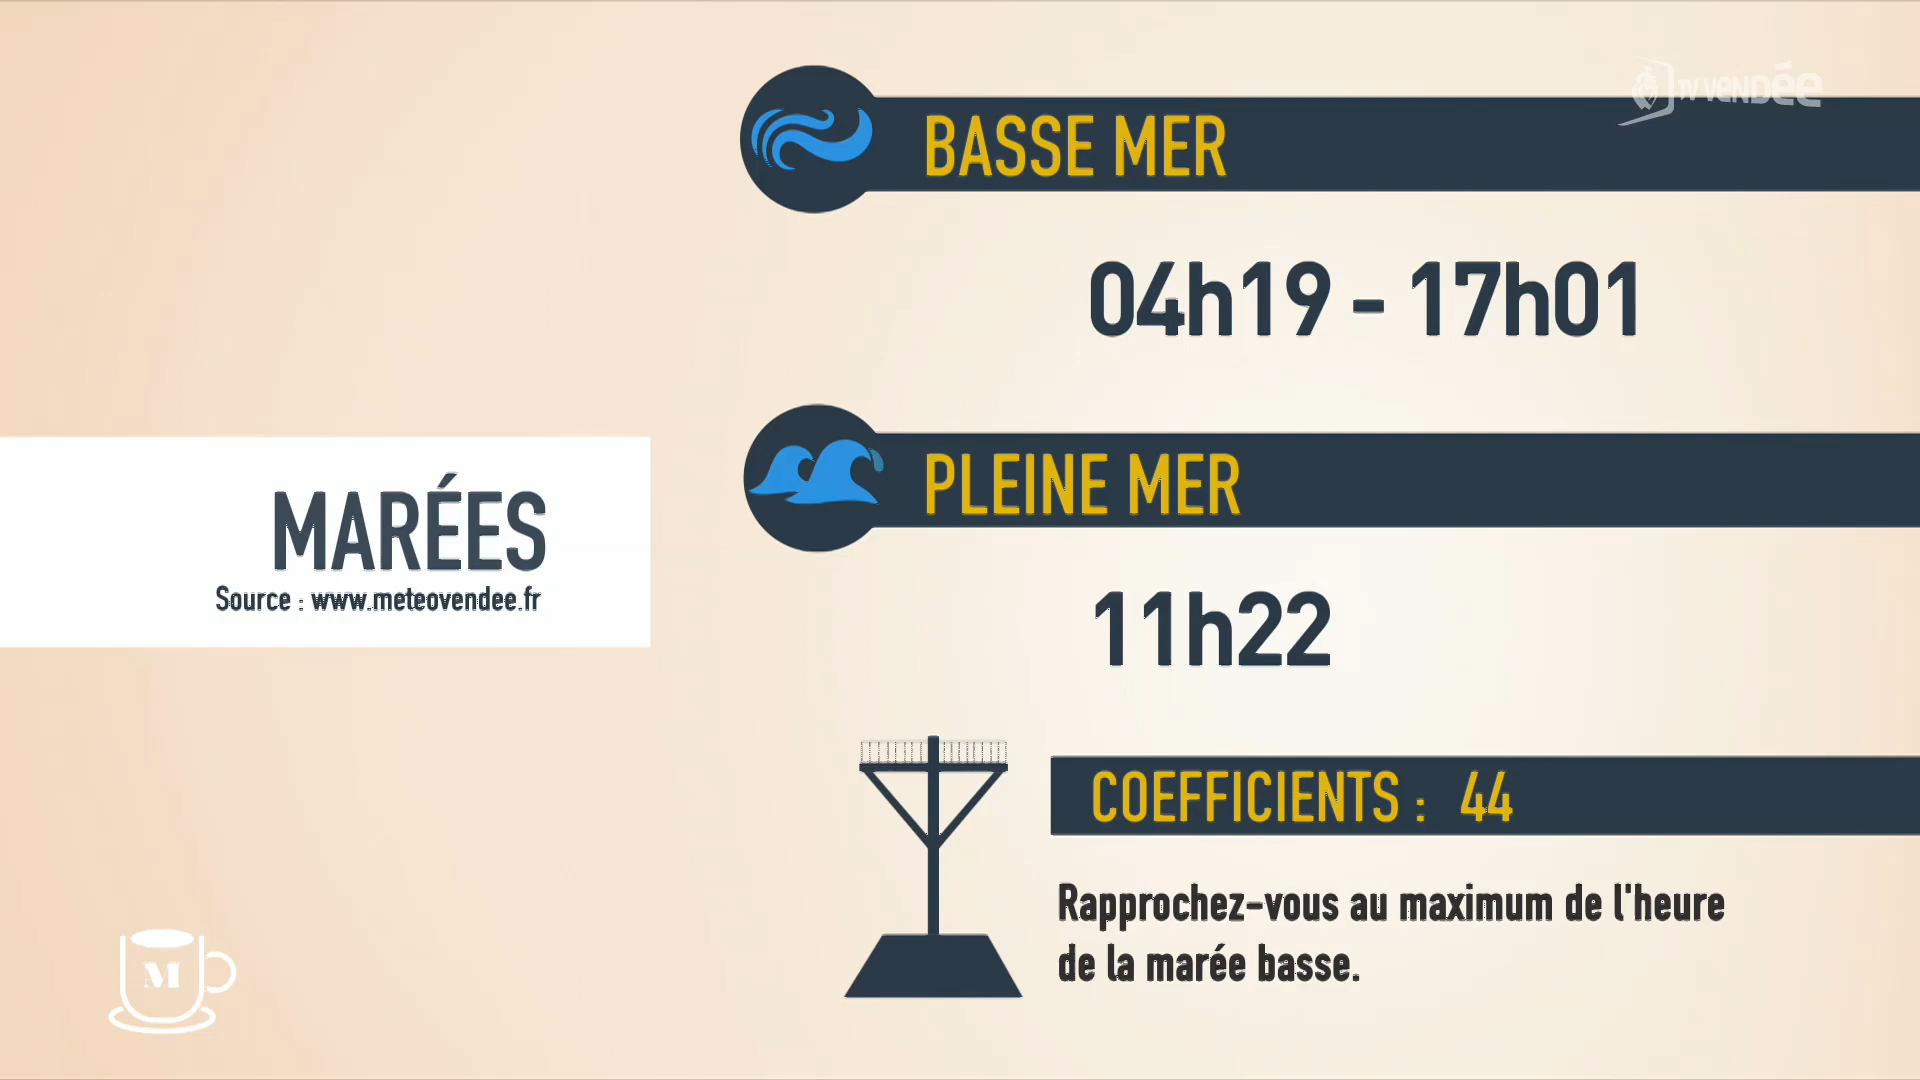 TV VENDÉE
BASSE MER
04h19 - 17h01
MARÉES
Source : www.meteovendee.fr
PLEINE MER
11h22
COEFFICIENTS : 44
Rapprochez-vous au maximum de l'heure
de la marée basse.
M